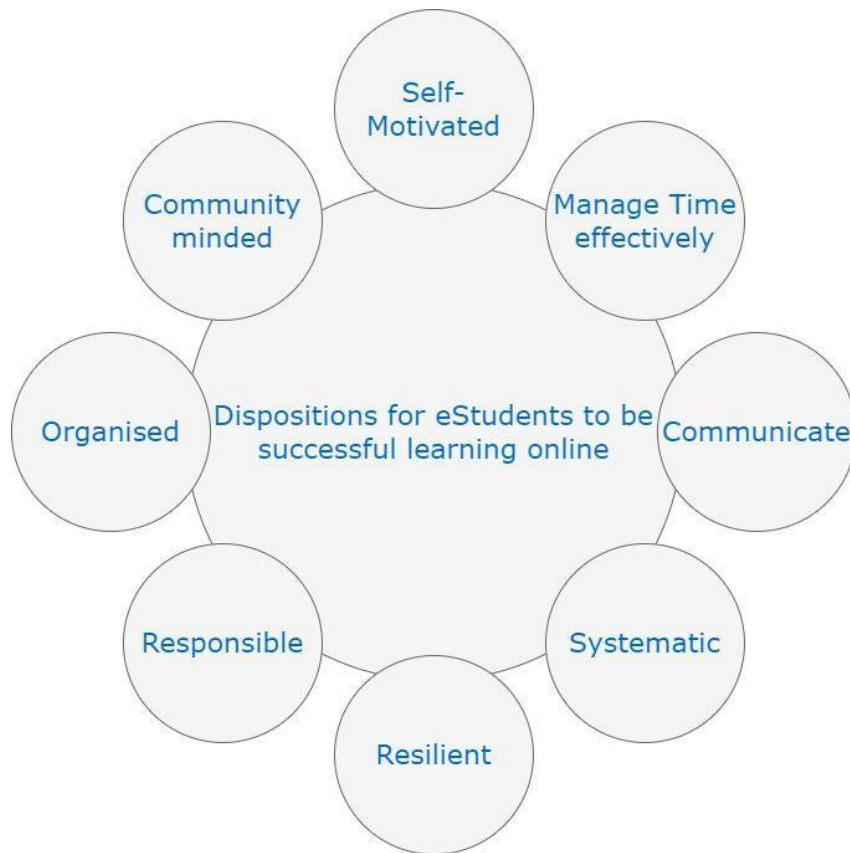 Self-
Motivated
Manage Time
effectively
Communicate
Systematic
Resilient
Responsible
Organised
Community
minded
Dispositions for eStudents to be
successful learning online